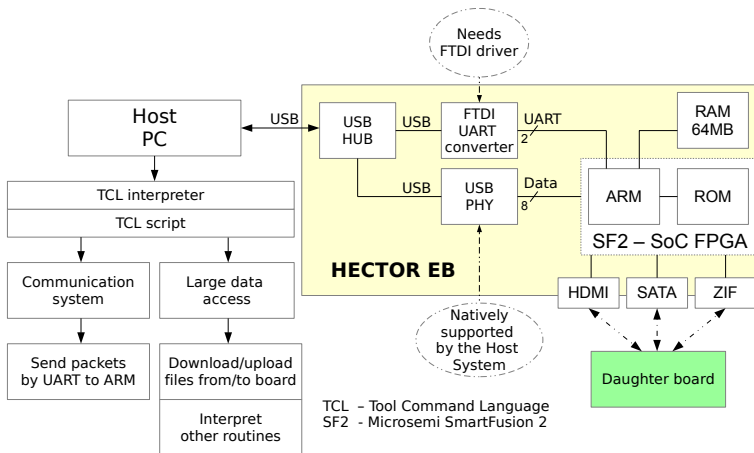 Needs
FTDI driver
Host
PC
USB
USB
HUB
USB
FTDI
UART
converter
UART
2
RAM
64MB
USB
USB
PHY
Data
8
ARM
ROM
SF2 – SoC FPGA
HECTOR EB
TCL interpreter
TCL script
Communication
system
Large data
access
HDMI
SATA
ZIF
Natively
supported
by the Host
System
Send packets
by UART to ARM
Download/upload
files from/to board
Interpret
other routines
Daughter board
TCL – Tool Command Language
SF2 - Microsemi SmartFusion 2